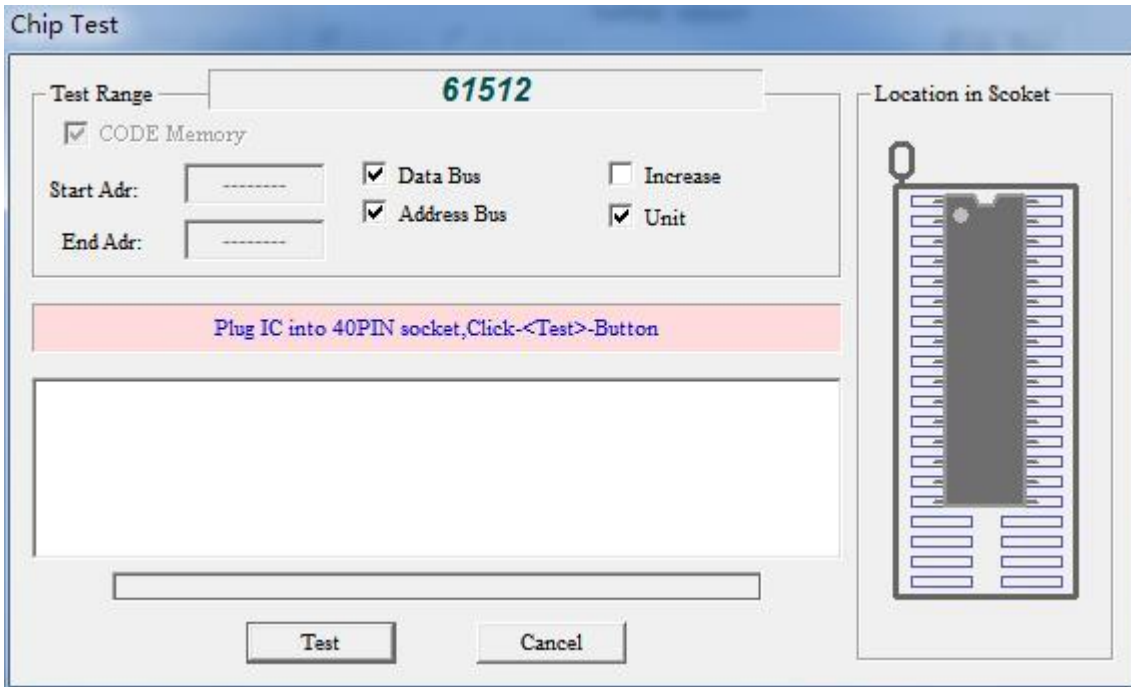 Chip Test
Test Range
61512
Location in Scoket
CODE Memory
Start Adr:
--------
Data Bus
Increase
Address Bus
Unit
End Adr:
--------
Plug IC into 40PIN socket,Click-<Test>-Button
Test
Cancel